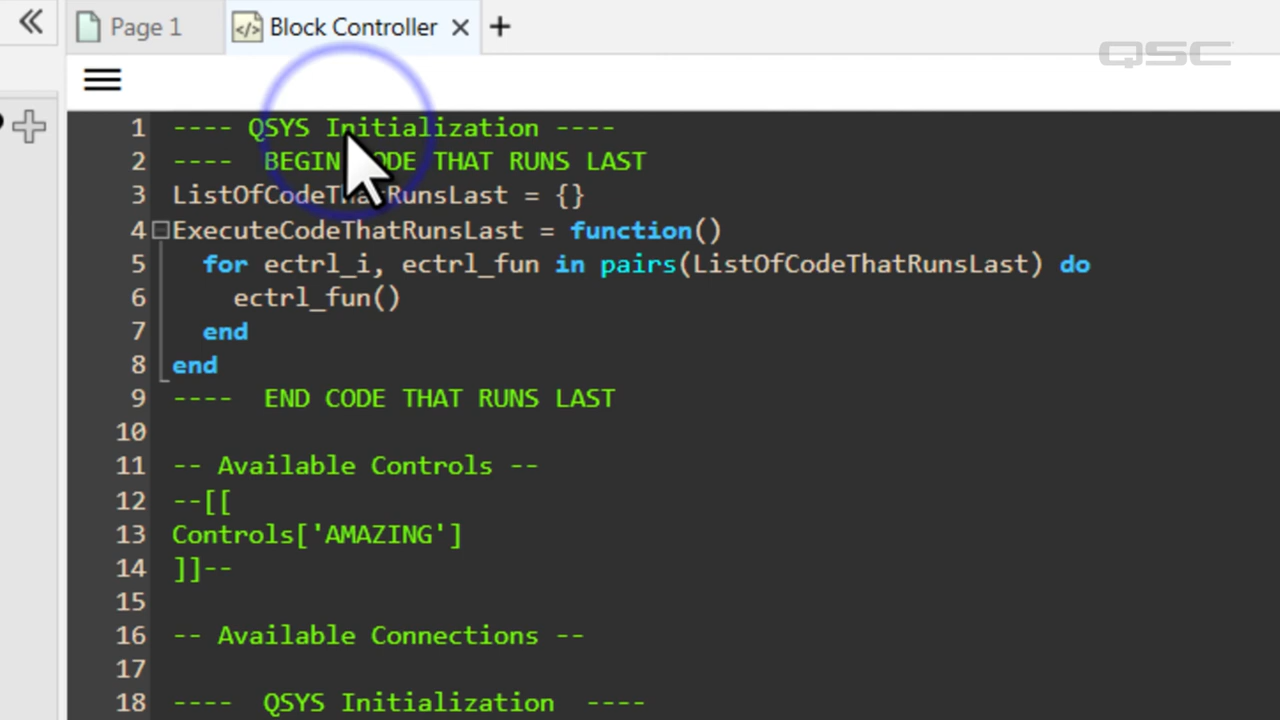 Page 1
Block Controller
QSC
1 ---- QSYS Initialization ----
2 ----  BEGIN CODE THAT RUNS LAST
3 ListOfCodeThatRunsLast = {}
4 ExecuteCodeThatRunsLast = function()
5   for ectrl_i, ectrl_fun in pairs(ListOfCodeThatRunsLast) do
6     ectrl_fun()
7   end
8 end
9 ----  END CODE THAT RUNS LAST
10
11 -- Available Controls --
12 --[[
13 Controls['AMAZING']
14 ]]--
15
16 -- Available Connections --
17
18 ----  QSYS Initialization  ----